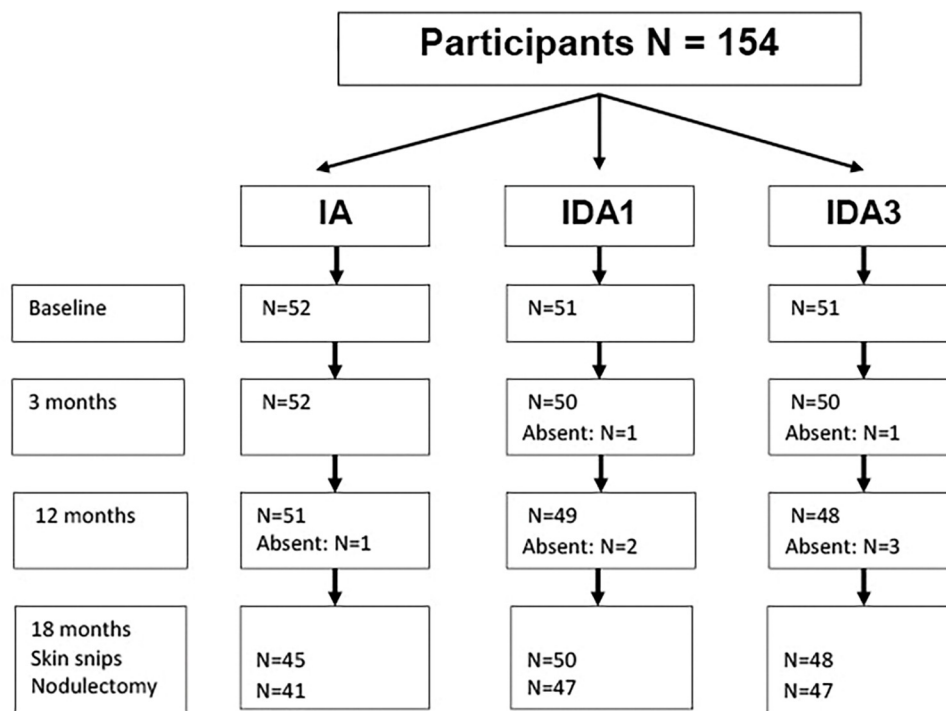 Participants N = 154
IA
IDA1
IDA3
Baseline
N=52
N=51
N=51
3 months
N=52
N=50
Absent: N=1
N=50
Absent: N=1
12 months
N=51
Absent: N=1
N=49
Absent: N=2
N=48
Absent: N=3
18 months
Skin snips
Nodulectomy
N=45
N=41
N=50
N=47
N=48
N=47